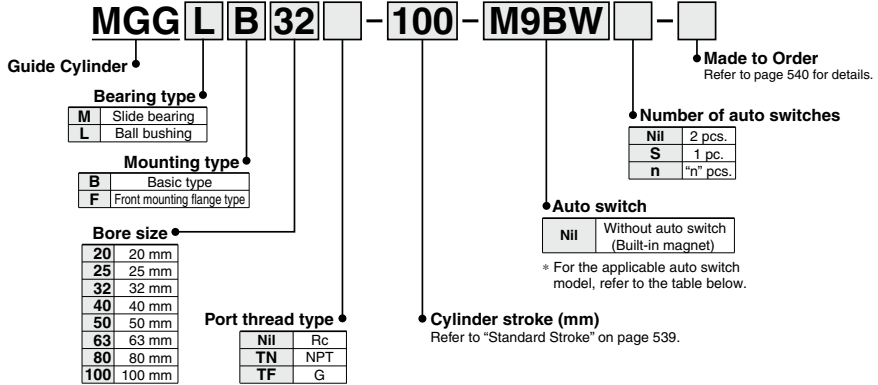 MGG L B 32 - 100 - M9BW -
Guide Cylinder
Made to Order
Refer to page 540 for details.
Bearing type
M Slide bearing
L Ball bushing
Number of auto switches
Nil 2 pcs.
S 1 pc.
n “n” pcs.
Mounting type
B Basic type
F Front mounting flange type
Auto switch
Nil Without auto switch
(Built-in magnet)
∗ For the applicable auto switch
model, refer to the table below.
Bore size
20 20 mm
25 25 mm
32 32 mm
40 40 mm
50 50 mm
63 63 mm
80 80 mm
100 100 mm
Port thread type
Nil Rc
TN NPT
TF G
Cylinder stroke (mm)
Refer to “Standard Stroke” on page 539.